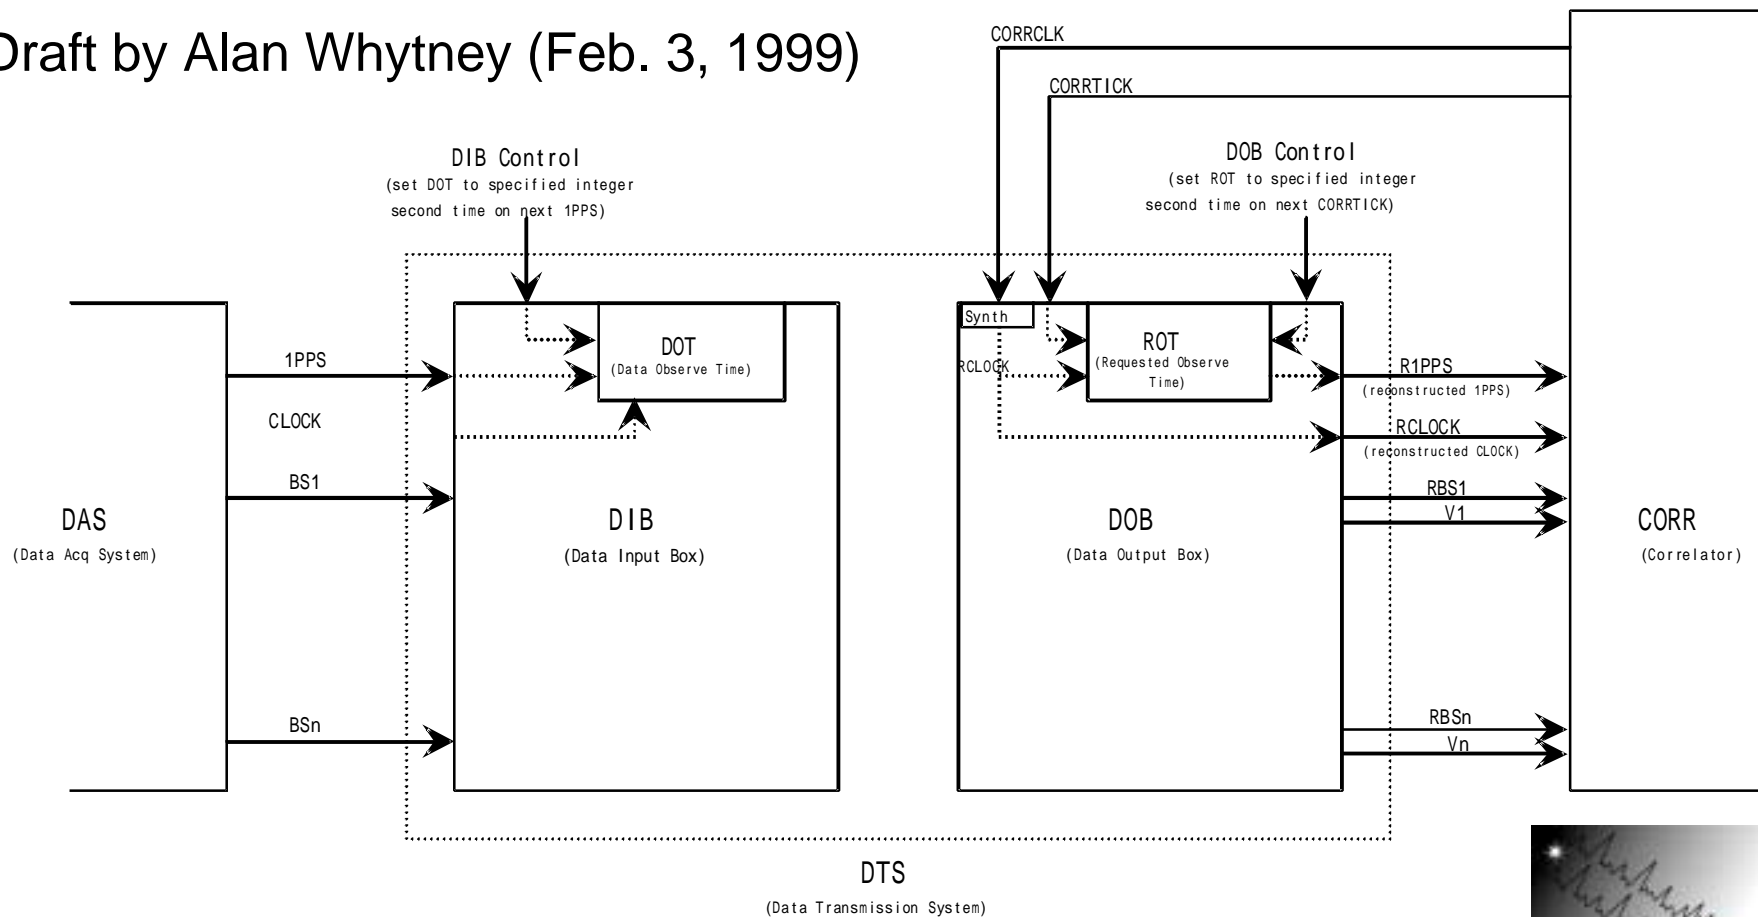 Draft by Alan Whytney (Feb. 3, 1999)
CORRCLK
CORRTICK
DIB Control
(set DOT to specified integer
second time on next 1PPS)
DOB Control
(set ROT to specified integer
second time on next CORRTICK)
Synth
DOT
(Data Observe Time)
ROT
(Requested Observe
Time)
RCLOCK
1PPS
CLOCK
BS1
BSn
R1PPS
(reconstructed 1PPS)
RCLOCK
(reconstructed CLOCK)
RBS1
V1
RBSn
Vn
DAS
(Data Acq System)
DIB
(Data Input Box)
DOB
(Data Output Box)
CORR
(Correlator)
DTS
(Data Transmission System)